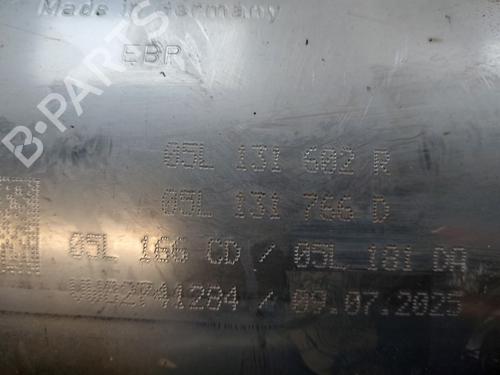 Made in Germany
EBP
B-PARTS
05L 131 602 R
05L 131 766 D
05L 166 CD / 05L 181 DA
/ 09.07.2025